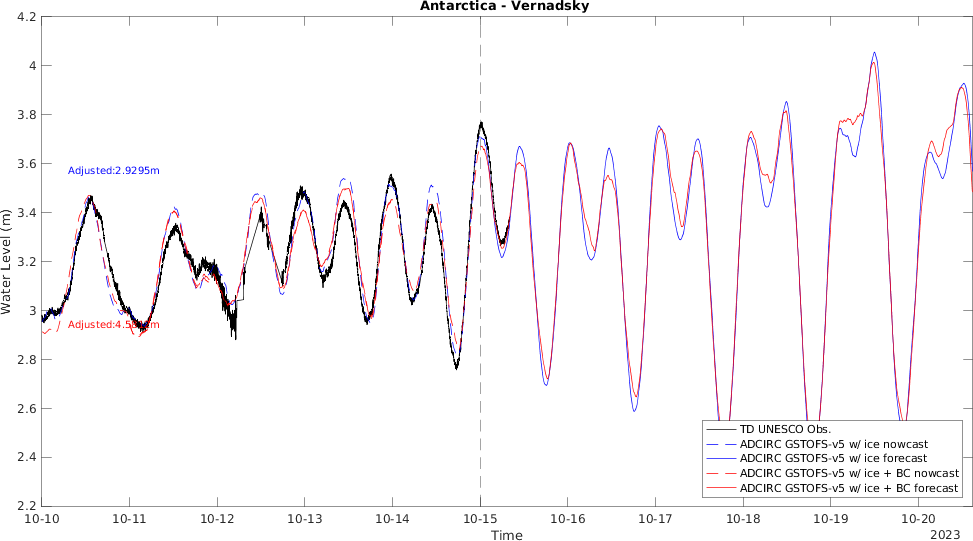 Antarctica - Vernadsky
4.2
4
3.8
3.6
3.4
3.2
3
2.8
2.6
2.4
2.2
Water Level (m)
Adjusted:2.9295m
10-10
10-11
10-12
10-13
10-14
10-15
10-16
10-17
10-18
10-19
10-20
Time
2023
TD UNESCO Obs.
ADCIRC GSTOFS-v5 w/ ice nowcast
ADCIRC GSTOFS-v5 w/ ice forecast
ADCIRC GSTOFS-v5 w/ ice + BC nowcast
ADCIRC GSTOFS-v5 w/ ice + BC forecast